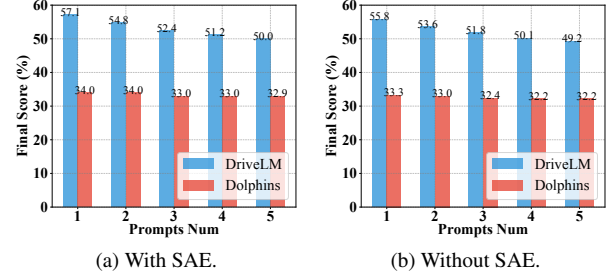 60
50
40
30
20
10
0
Final Score (%)
57.1
54.8
52.4
51.2
50.0
34.0
34.0
33.0
33.0
32.9
DriveLM
Dolphins
1 2 3 4 5
Prompts Num
(a) With SAE.
60
50
40
30
20
10
0
Final Score (%)
55.8
53.6
51.8
50.1
49.2
33.3
33.0
32.4
32.2
32.2
DriveLM
Dolphins
1 2 3 4 5
Prompts Num
(b) Without SAE.